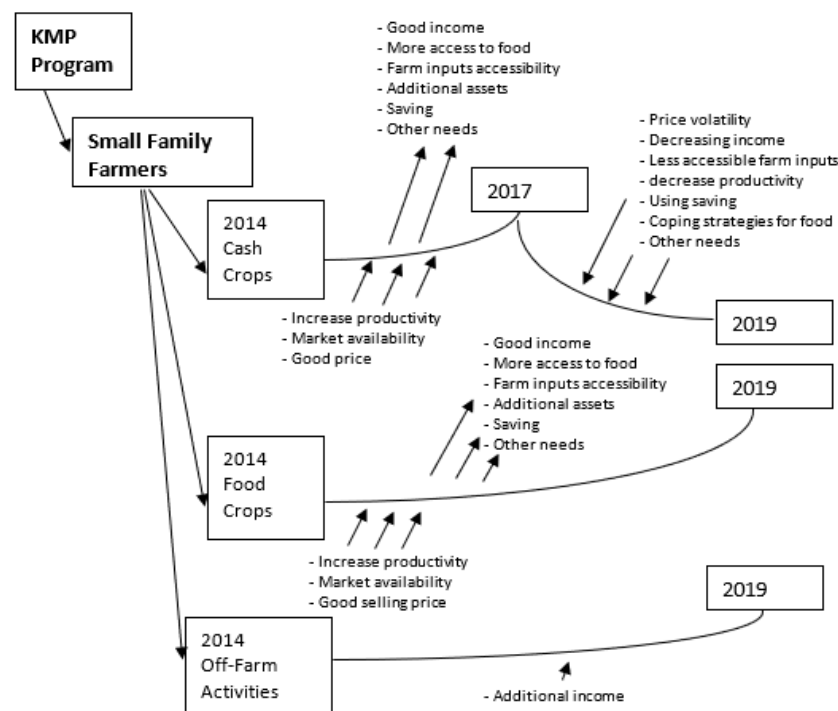 KMP
Program
Small Family
Farmers
- Good income
- More access to food
- Farm inputs accessibility
- Additional assets
- Saving
- Other needs
2014
Cash
Crops
- Increase productivity
- Market availability
- Good price
2017
- Price volatility
- Decreasing income
- Less accessible farm inputs
- decrease productivity
- Using saving
- Coping strategies for food
- Other needs
2019
2014
Food
Crops
- Increase productivity
- Market availability
- Good selling price
- Good income
- More access to food
- Farm inputs accessibility
- Additional assets
- Saving
- Other needs
2019
2014
Off-Farm
Activities
- Additional income
2019